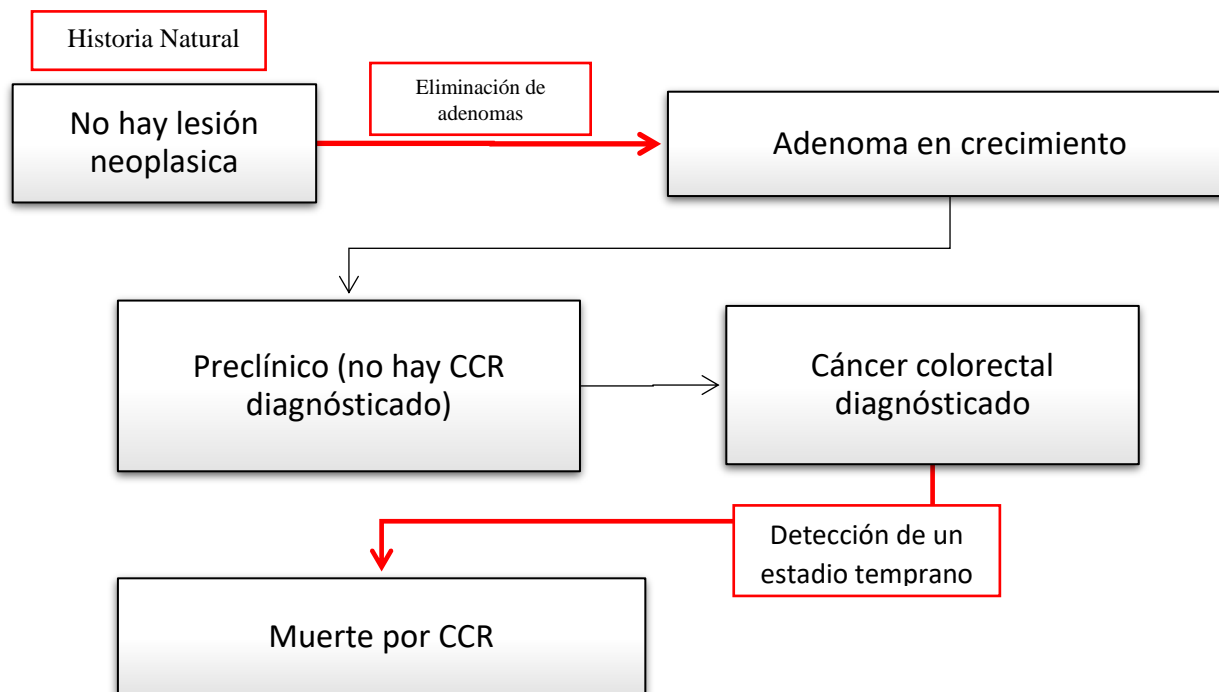 Historia Natural
Eliminación de
adenomas
No hay lesión
neoplasica
Adenoma en crecimiento
Preclínico (no hay CCR
diagnósticado)
Cáncer colorectal
diagnósticado
Detección de un
estadio temprano
Muerte por CCR